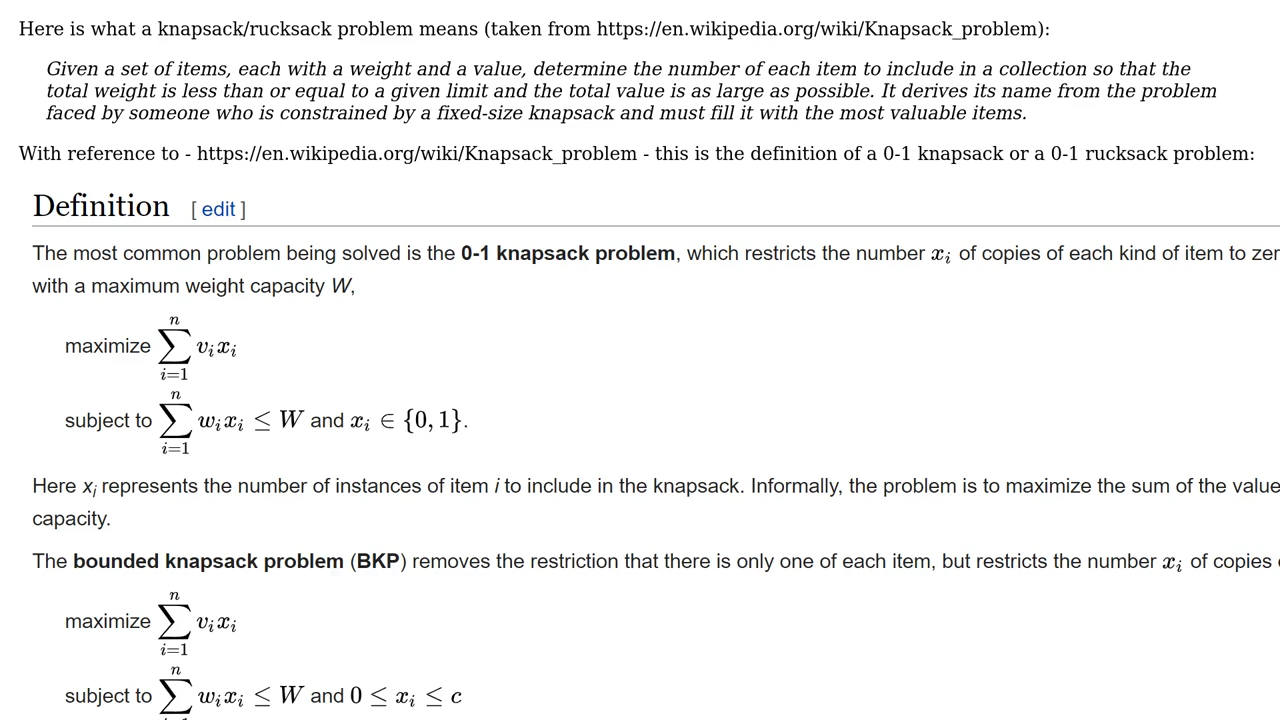 Here is what a knapsack/rucksack problem means (taken from https://en.wikipedia.org/wiki/Knapsack_problem):
Given a set of items, each with a weight and a value, determine the number of each item to include in a collection so that the
total weight is less than or equal to a given limit and the total value is as large as possible. It derives its name from the problem
faced by someone who is constrained by a fixed-size knapsack and must fill it with the most valuable items.
With reference to - https://en.wikipedia.org/wiki/Knapsack_problem - this is the definition of a 0-1 knapsack or a 0-1 rucksack problem:
Definition [ edit ]
The most common problem being solved is the 0-1 knapsack problem, which restricts the number xᵢ of copies of each kind of item to zer
with a maximum weight capacity W,
maximize ∑ᵢ₌₁ⁿ vᵢxᵢ
subject to ∑ᵢ₌₁ⁿ wᵢxᵢ ≤ W and xᵢ ∈ {0, 1}.
Here xᵢ represents the number of instances of item i to include in the knapsack. Informally, the problem is to maximize the sum of the value
capacity.
The bounded knapsack problem (BKP) removes the restriction that there is only one of each item, but restricts the number xᵢ of copies
maximize ∑ᵢ₌₁ⁿ vᵢxᵢ
subject to ∑ᵢ₌₁ⁿ wᵢxᵢ ≤ W and 0 ≤ xᵢ ≤ c